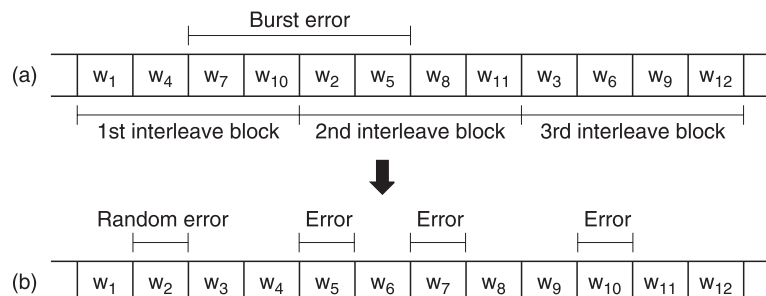 Burst error
(a) w1 w4 w7 w10 w2 w5 w8 w11 w3 w6 w9 w12
1st interleave block 2nd interleave block 3rd interleave block
Random error Error Error Error
(b) w1 w2 w3 w4 w5 w6 w7 w8 w9 w10 w11 w12